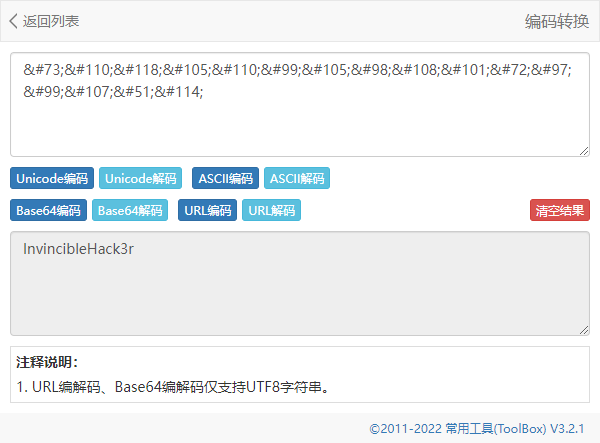 返回列表
编码转换
&#73;&#110;&#118;&#105;&#110;&#99;&#105;&#98;&#108;&#101;&#72;&#97;
&#99;&#107;&#51;&#114;
Unicode编码 Unicode解码 ASCII编码 ASCII解码
Base64编码 Base64解码 URL编码 URL解码 清空结果
InvincibleHack3r
注释说明：
1. URL编解码、Base64编解码仅支持UTF8字符串。
©2011-2022 常用工具(ToolBox) V3.2.1